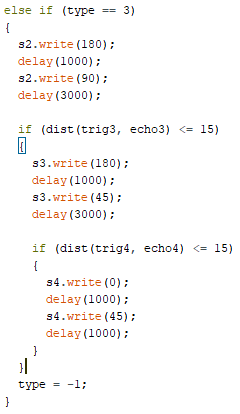 else if (type == 3)
{
  s2.write(180);
  delay(1000);
  s2.write(90);
  delay(3000);

  if (dist(trig3, echo3) <= 15)
  {
    s3.write(180);
    delay(1000);
    s3.write(45);
    delay(3000);

    if (dist(trig4, echo4) <= 15)
    {
      s4.write(0);
      delay(1000);
      s4.write(45);
      delay(1000);
    }
  }
  type = -1;
}